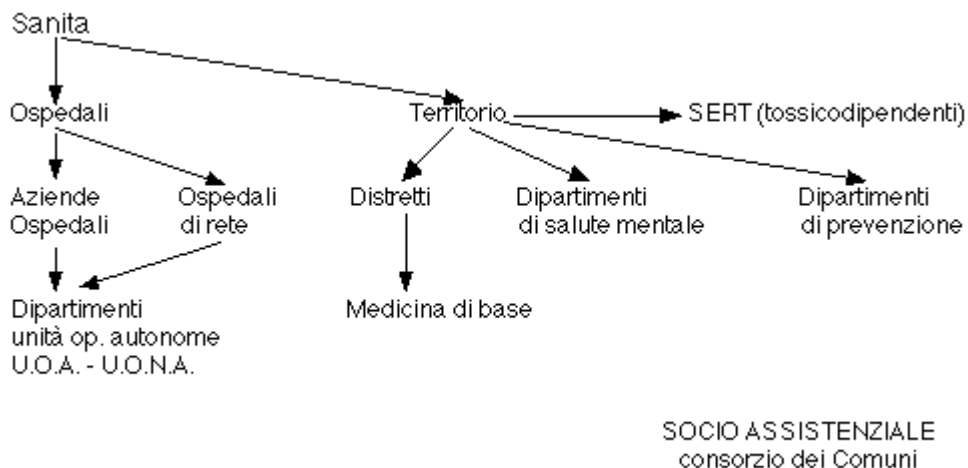 Sanita
Ospedali
Territorio
SERT (tossicodipendenti)
Aziende
Ospedali
Ospedali
di rete
Distretti
Dipartimenti
di salute mentale
Dipartimenti
di prevenzione
Dipartimenti
unità op. autonome
U.O.A. - U.O.N.A.
Medicina di base
SOCIO ASSISTENZIALE
consorzio dei Comuni